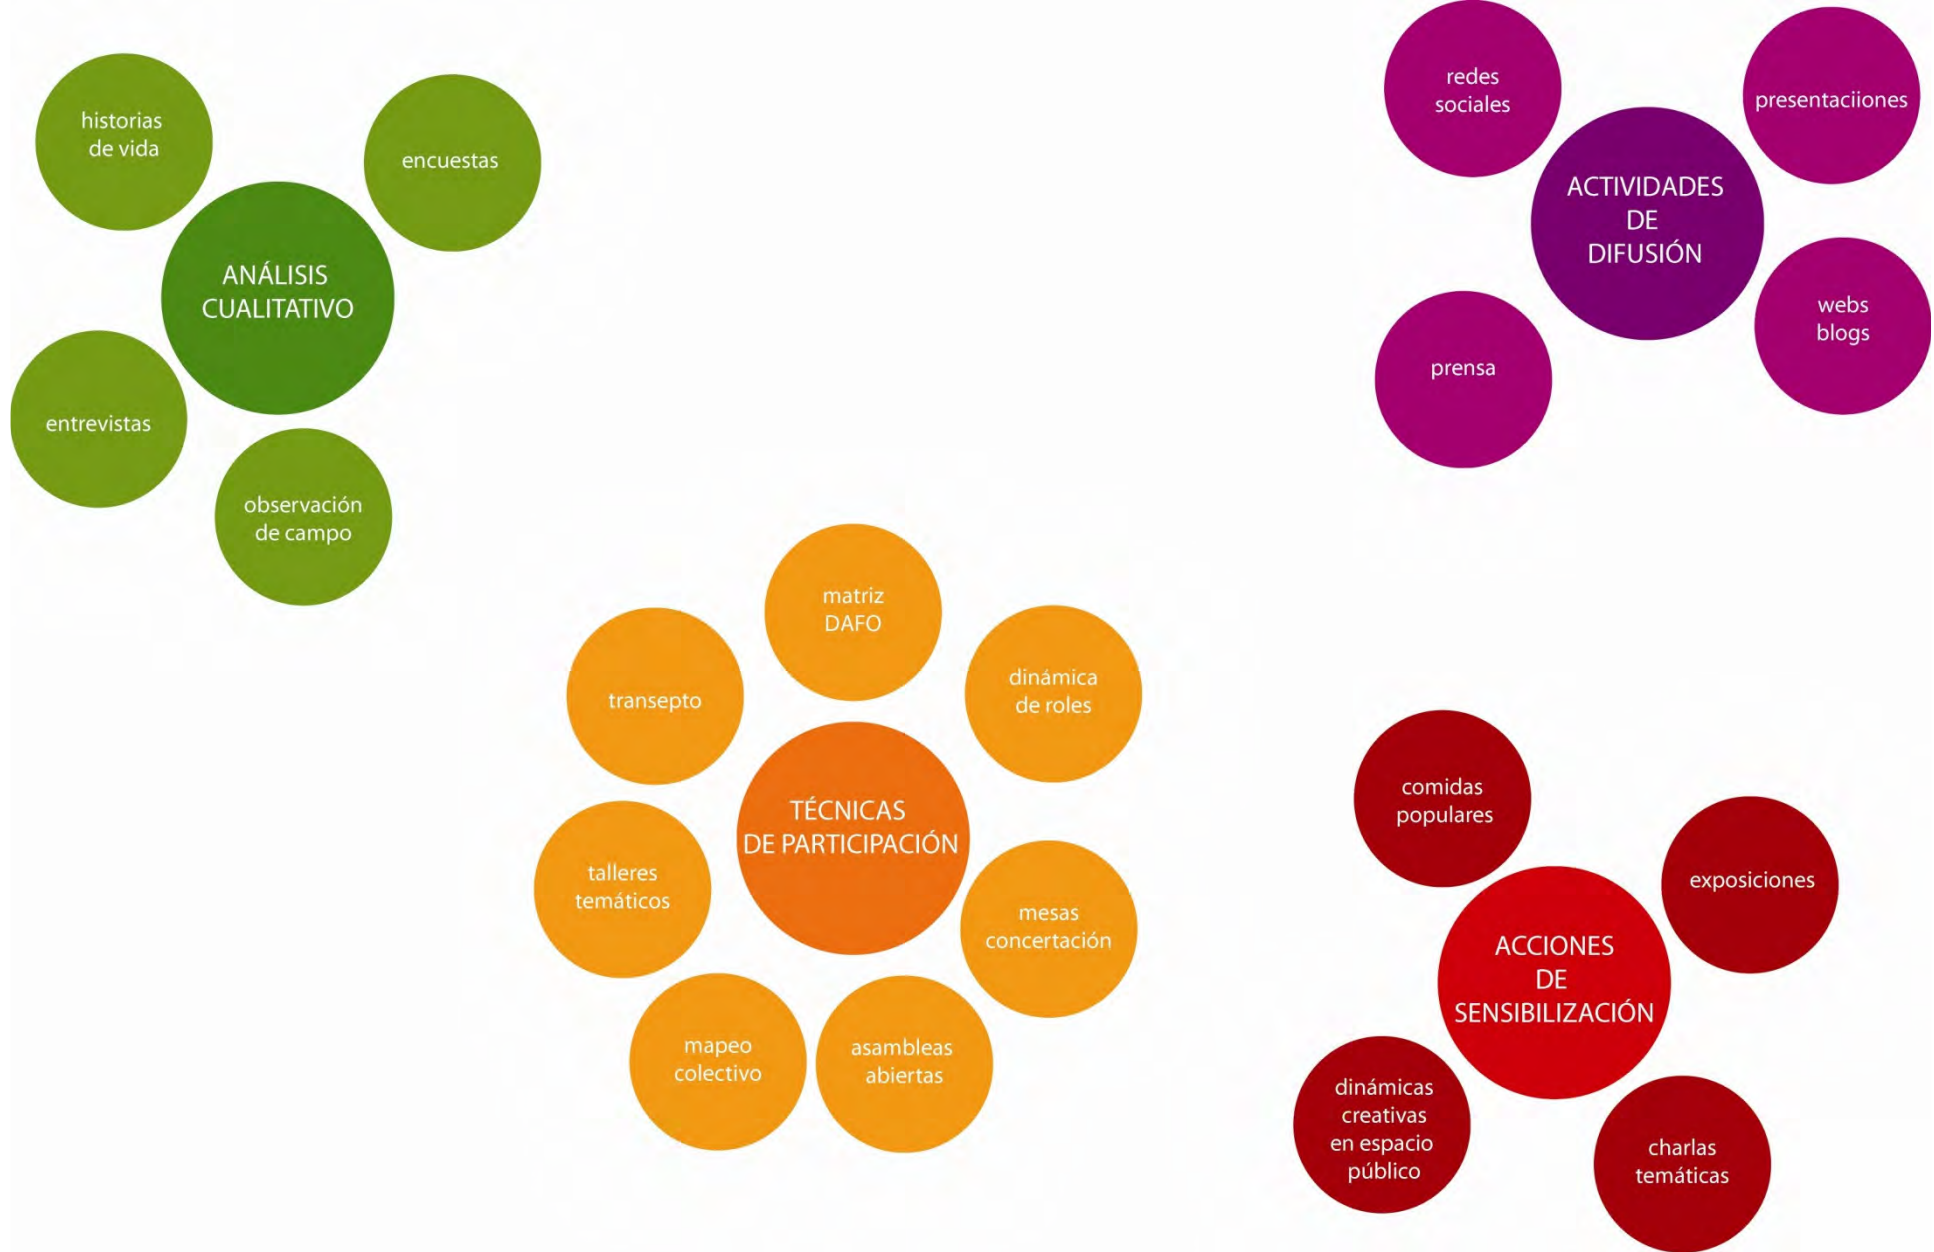 historias
de vida
encuestas
ANÁLISIS
CUALITATIVO
entrevistas
observación
de campo
redes
sociales
presentaciiones
ACTIVIDADES
DE
DIFUSIÓN
webs
blogs
prensa
matriz
DAFO
transepto
dinámica
de roles
TÉCNICAS
DE PARTICIPACIÓN
talleres
temáticos
mesas
concertación
mapeo
colectivo
asambleas
abiertas
comidas
populares
exposiciones
ACCIONES
DE
SENSIBILIZACIÓN
dinámicas
creativas
en espacio
público
charlas
temáticas